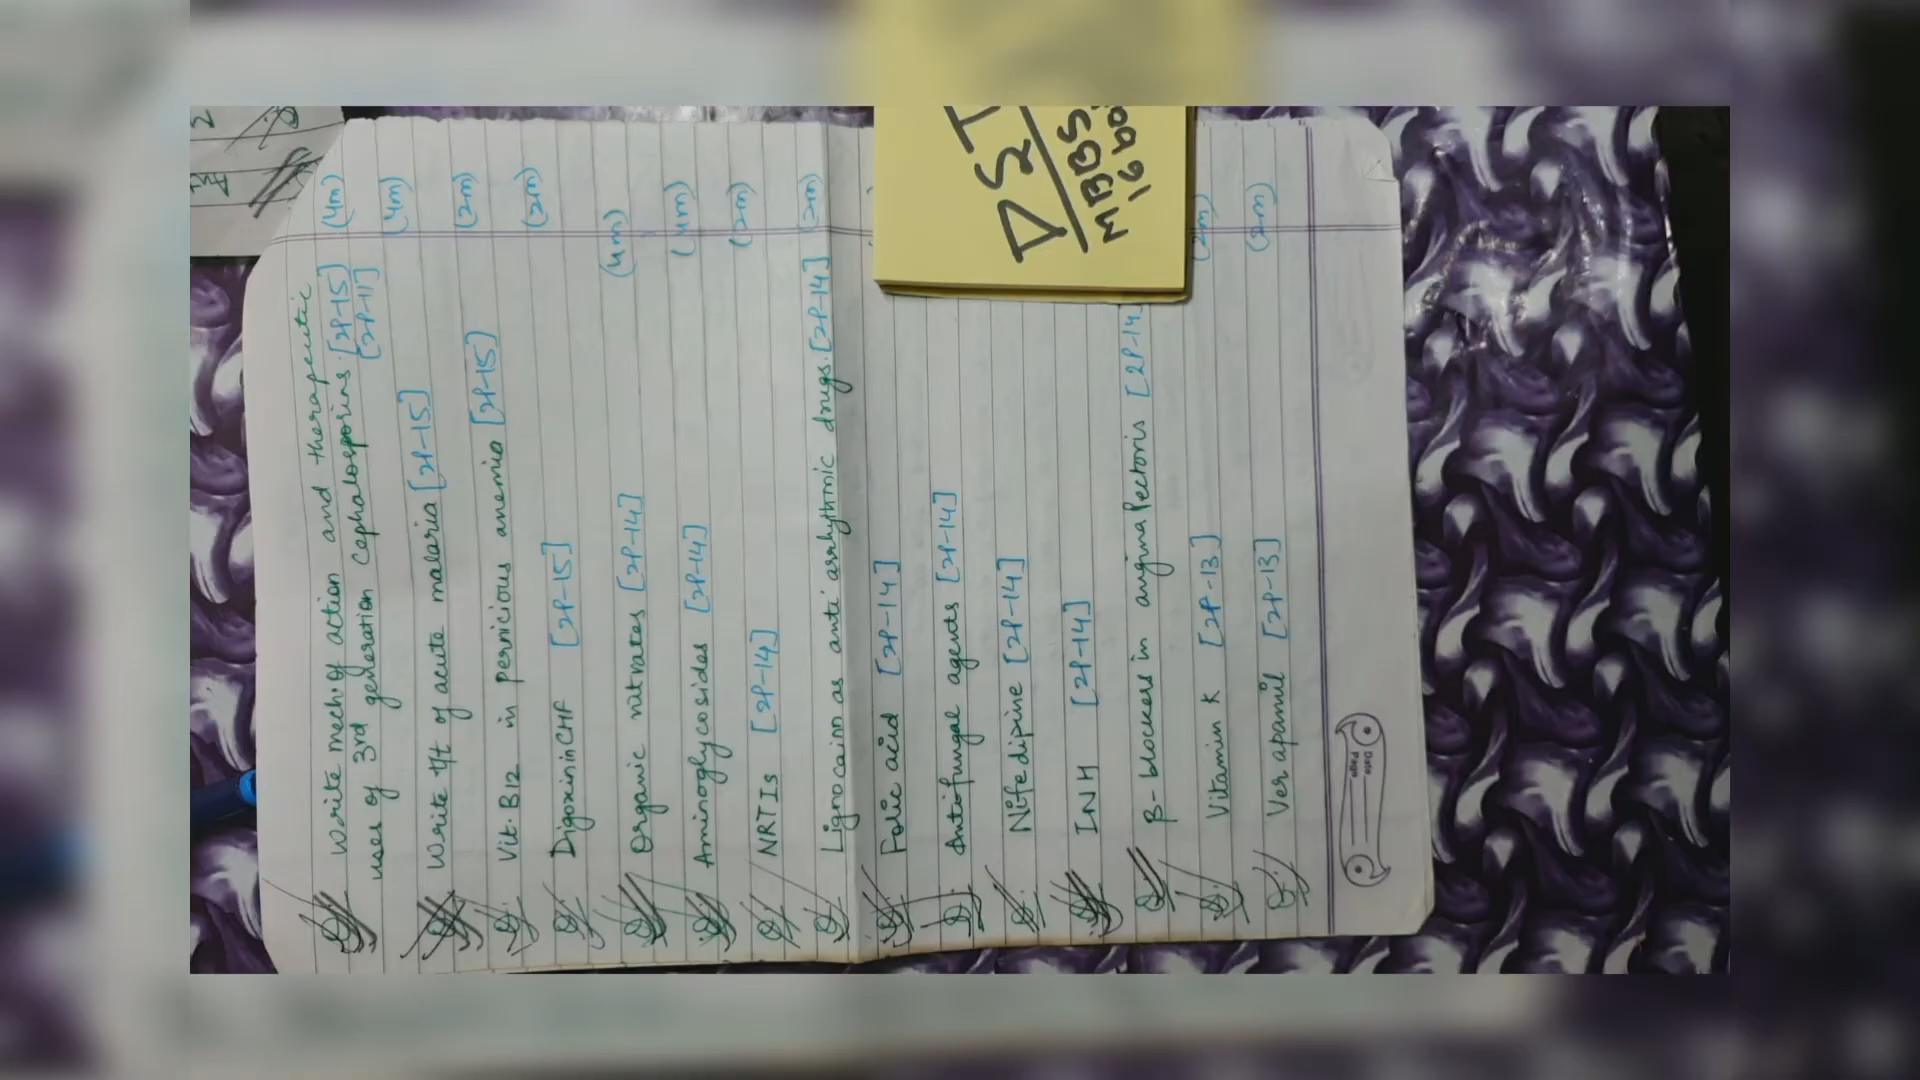 Q. Write mech of action and therapeutic (4m)
uses of 3rd generation cephalosporins. [2P-15]
[2P-11]
Q. Write t/t of acute malaria [2P-15] (4m)
Q. Vit. B12 in pernicious anemia [2P-15] (2m)
Q. Digoxin in CHF [2P-15] (2m)
Q. Organic nitrates [2P-14] (4m)
Q. Aminoglycosides [2P-14] (4m)
Q. NRTIs [2P-14] (2m)
Q. Lignocainn as anti arrhytmic drugs. [2P-14] (2m)
Q. Folic acid [2P-14]
Q. Antifungal agents [2P-14]
Q. Nifedipine [2P-14]
Q. INH [2P-14]
Q. β-blockers in angina Pectoris [2P-14]
Q. Vitamin K [2P-13] (2m)
Q. Verapamil [2P-13] (2m)
Date
Page
DST
MBBS